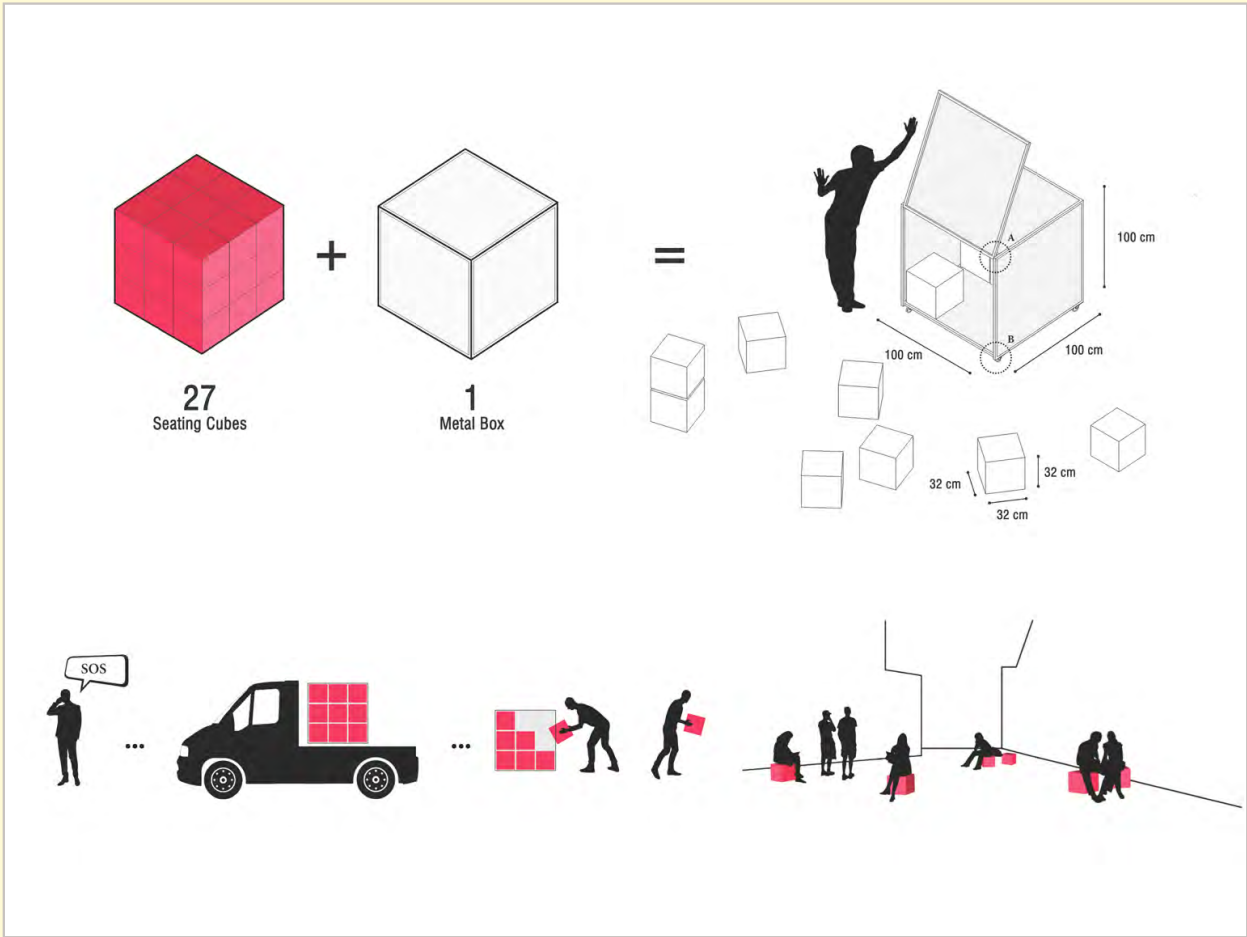 27
Seating Cubes
+
1
Metal Box
=
A
B
100 cm
100 cm
100 cm
32 cm
32 cm
32 cm
SOS
...
...